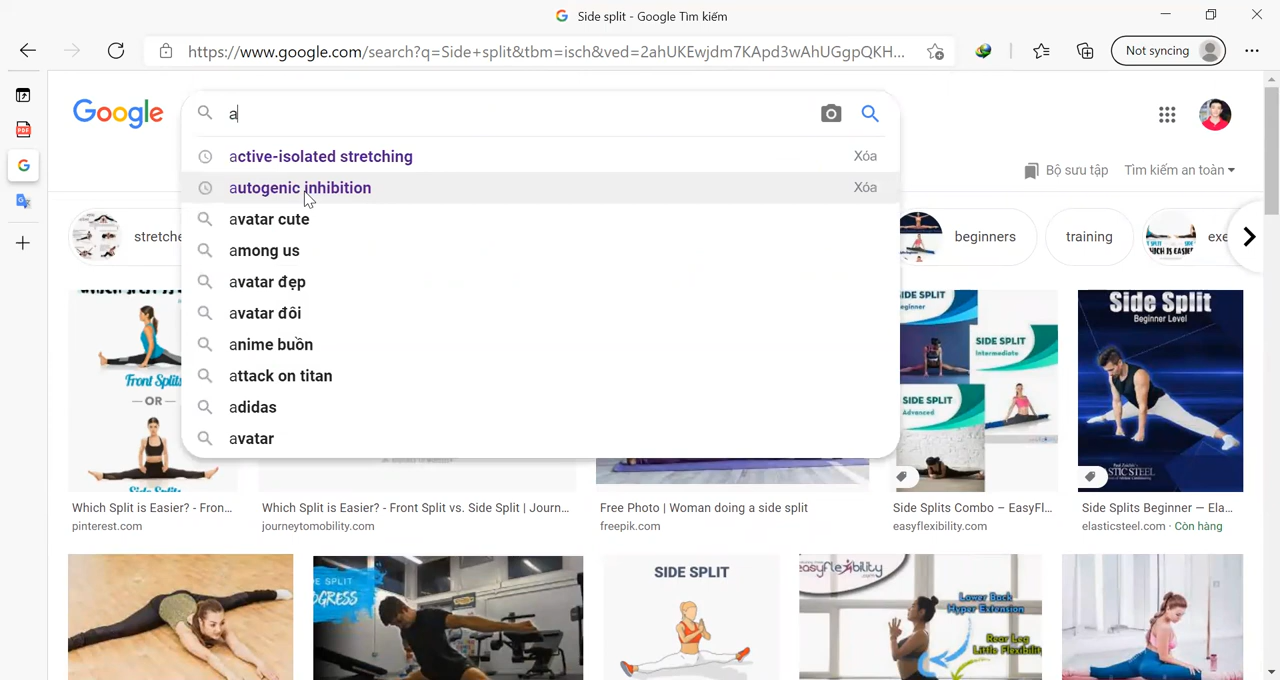 Side split - Google Tìm kiếm
https://www.google.com/search?q=Side+split&tbm=isch&ved=2ahUKEwjdm7KApd3wAhUGgpQKH...
Not syncing
PDF
Google
a
active-isolated stretching Xóa
autogenic inhibition Xóa
avatar cute
among us
avatar đẹp
avatar đôi
anime buồn
attack on titan
adidas
avatar
Bộ sưu tập Tìm kiếm an toàn
stretche
beginners
training
exe
Front Splits
— OR —
Side Splits
SIDE SPLIT
Beginner
SIDE SPLIT
Intermediate
SIDE SPLIT
Advanced
Side Split
Beginner Level
Which Split is Easier? - Fron...
pinterest.com
Which Split is Easier? - Front Split vs. Side Split | Journ...
journeytomobility.com
Free Photo | Woman doing a side split
freepik.com
Side Splits Combo – EasyFl...
easyflexibility.com
Side Splits Beginner — Ela...
elasticsteel.com · Còn hàng
SIDE SPLIT
SIDE SPLIT
easyflexibility
Lower Back
Hyper Extension
Rear Leg
Little Flexibility